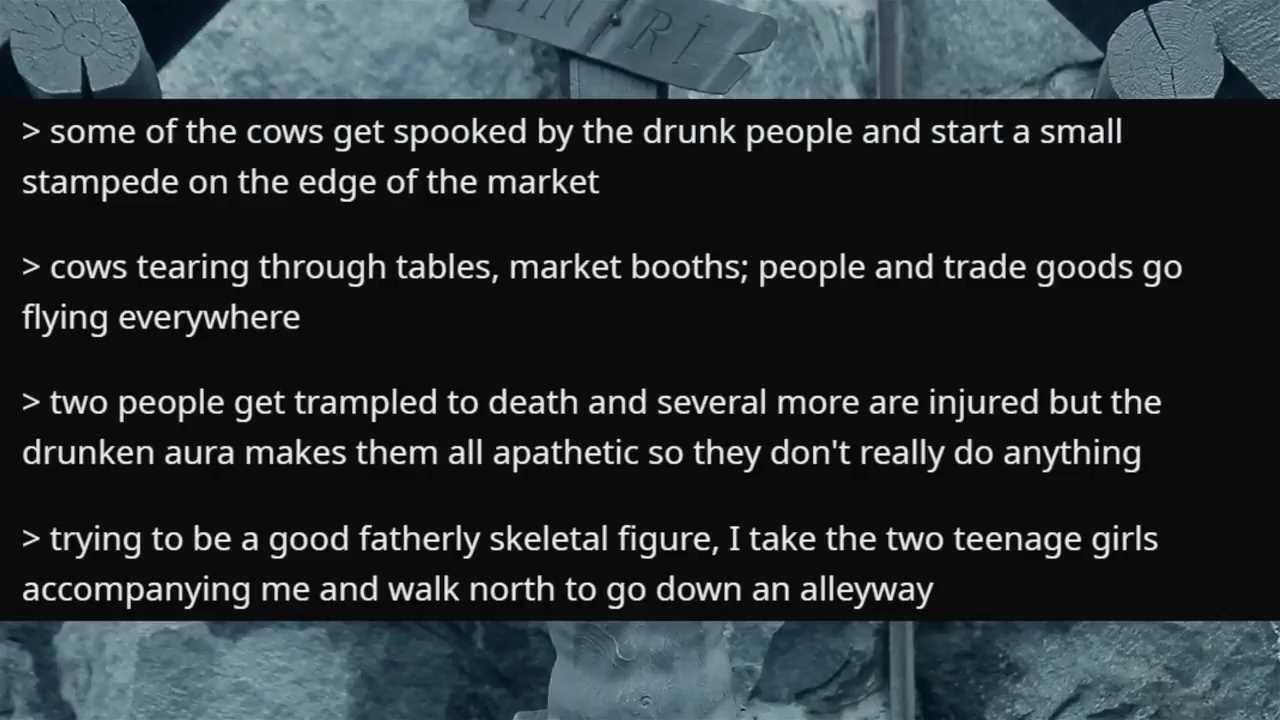 INRI
> some of the cows get spooked by the drunk people and start a small
stampede on the edge of the market
> cows tearing through tables, market booths; people and trade goods go
flying everywhere
> two people get trampled to death and several more are injured but the
drunken aura makes them all apathetic so they don't really do anything
> trying to be a good fatherly skeletal figure, I take the two teenage girls
accompanying me and walk north to go down an alleyway